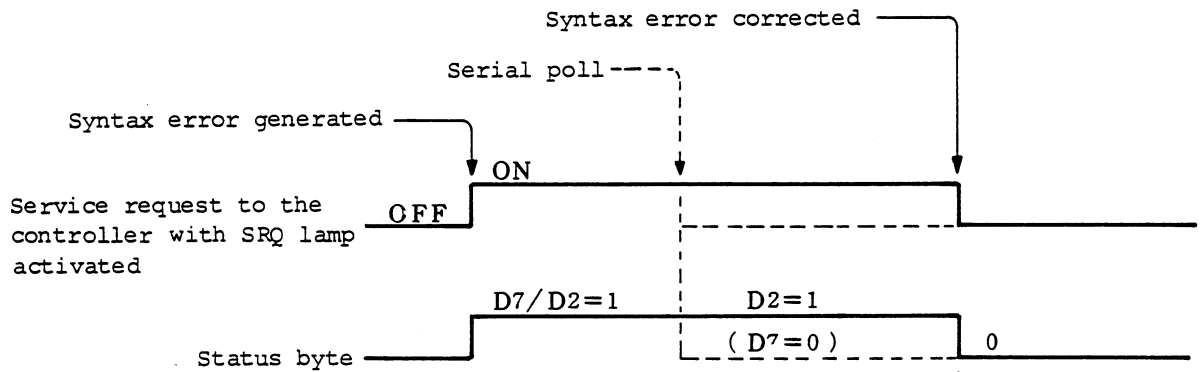 Syntax error corrected
Serial poll
Syntax error generated
ON
Service request to the
controller with SRQ lamp
activated
OFF
D7/D2=1
D2=1
(D7=0)
0
Status byte